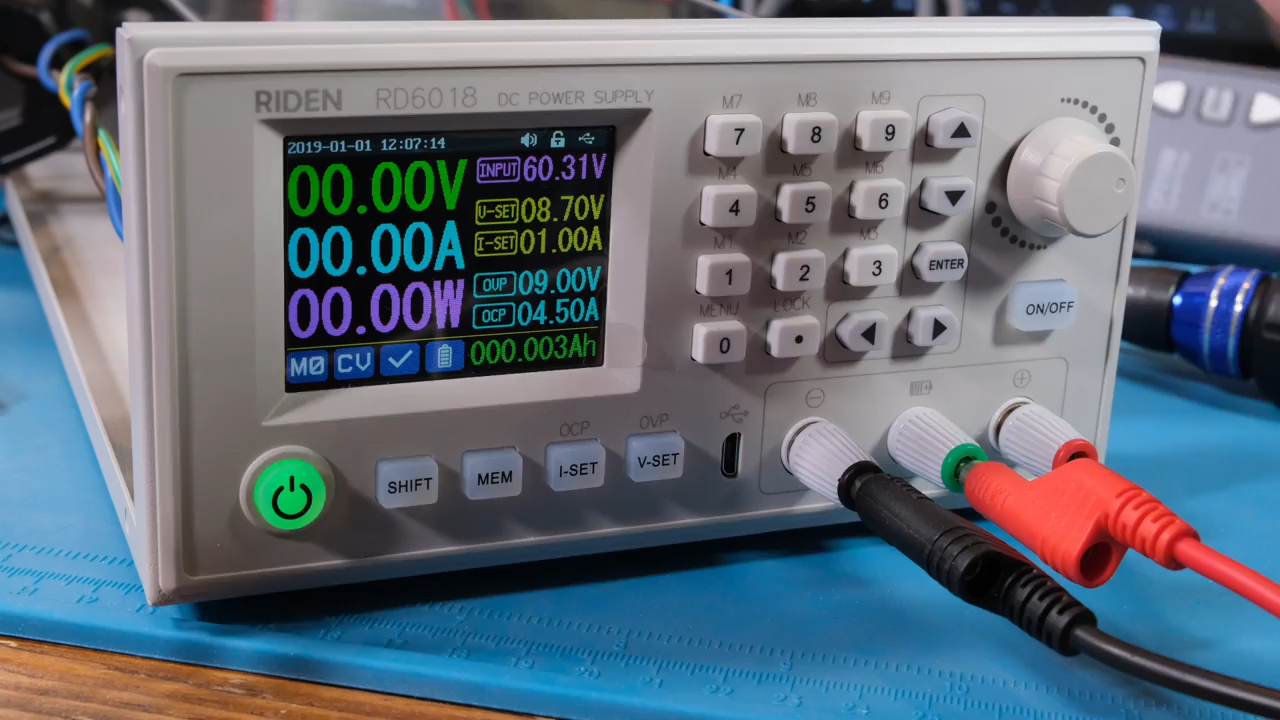 RIDEN RD6018 DC POWER SUPPLY
2019-01-01 12:07:14
00.00V
INPUT 60.31V
V-SET 08.70V
00.00A
I-SET 01.00A
OVP 09.00V
00.00W
OCP 04.50A
M0 CV 000.003Ah
M7 M8 M9
7 8 9
M4 M5 M6
4 5 6
M1 M2 M3
1 2 3 ENTER
MENU LOCK
0 .
ON/OFF
OCP OVP
SHIFT MEM I-SET V-SET